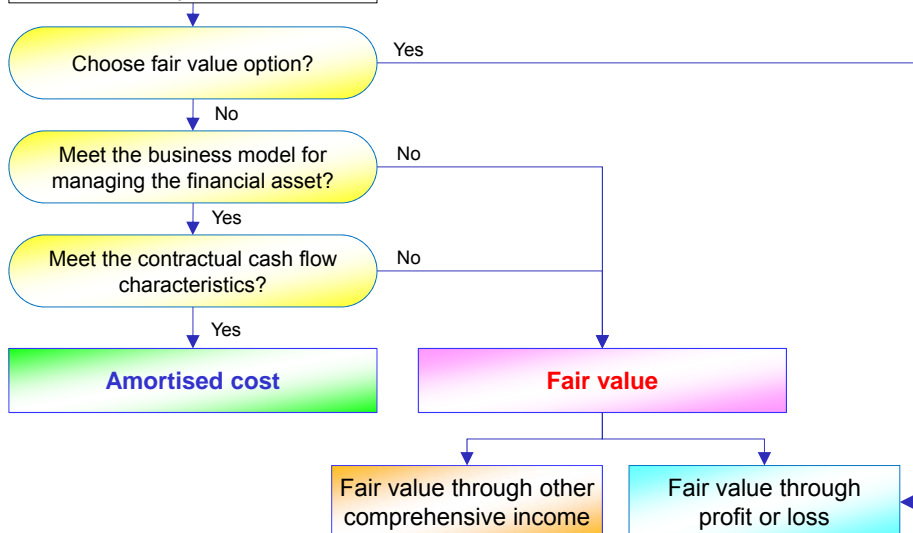 Choose fair value option?
Yes
No
Meet the business model for
managing the financial asset?
No
Yes
Meet the contractual cash flow
characteristics?
No
Yes
Amortised cost
Fair value
Fair value through other
comprehensive income
Fair value through
profit or loss